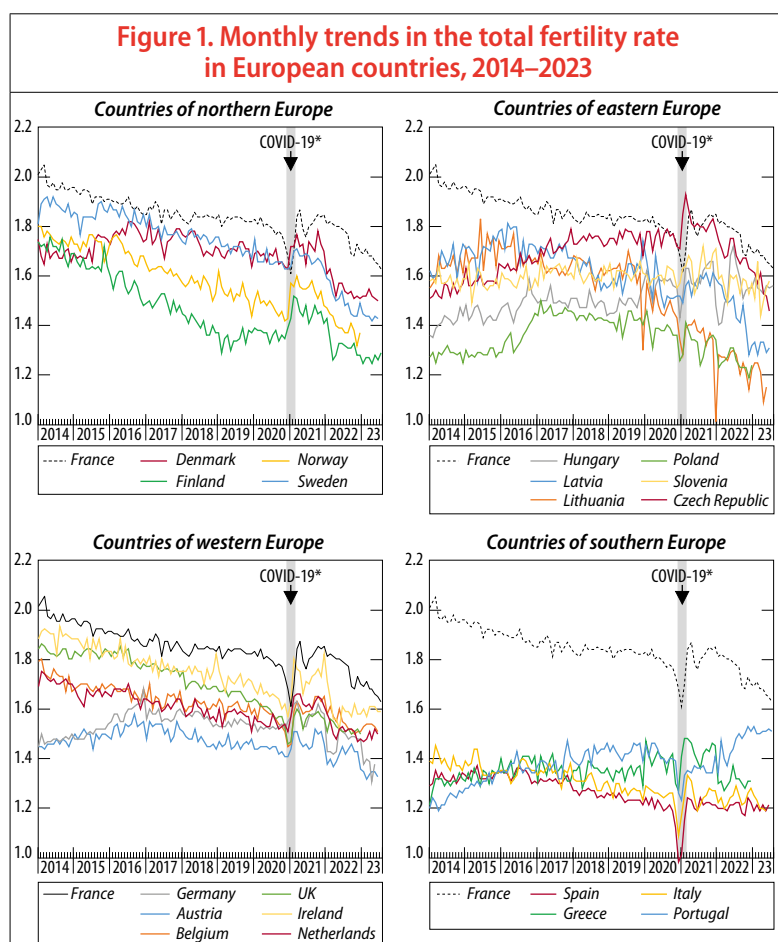 Figure 1. Monthly trends in the total fertility rate
in European countries, 2014–2023
Countries of northern Europe
COVID-19*
2.2
2.0
1.8
1.6
1.4
1.2
1.0
2014 2015 2016 2017 2018 2019 2020 2021 2022 23
France Denmark Norway
Finland Sweden
Countries of eastern Europe
COVID-19*
2.2
2.0
1.8
1.6
1.4
1.2
1.0
2014 2015 2016 2017 2018 2019 2020 2021 2022 23
France Hungary Poland
Latvia Slovenia
Lithuania Czech Republic
Countries of western Europe
COVID-19*
2.2
2.0
1.8
1.6
1.4
1.2
1.0
2014 2015 2016 2017 2018 2019 2020 2021 2022 23
France Germany UK
Austria Ireland
Belgium Netherlands
Countries of southern Europe
COVID-19*
2.2
2.0
1.8
1.6
1.4
1.2
1.0
2014 2015 2016 2017 2018 2019 2020 2021 2022 23
France Spain Italy
Greece Portugal